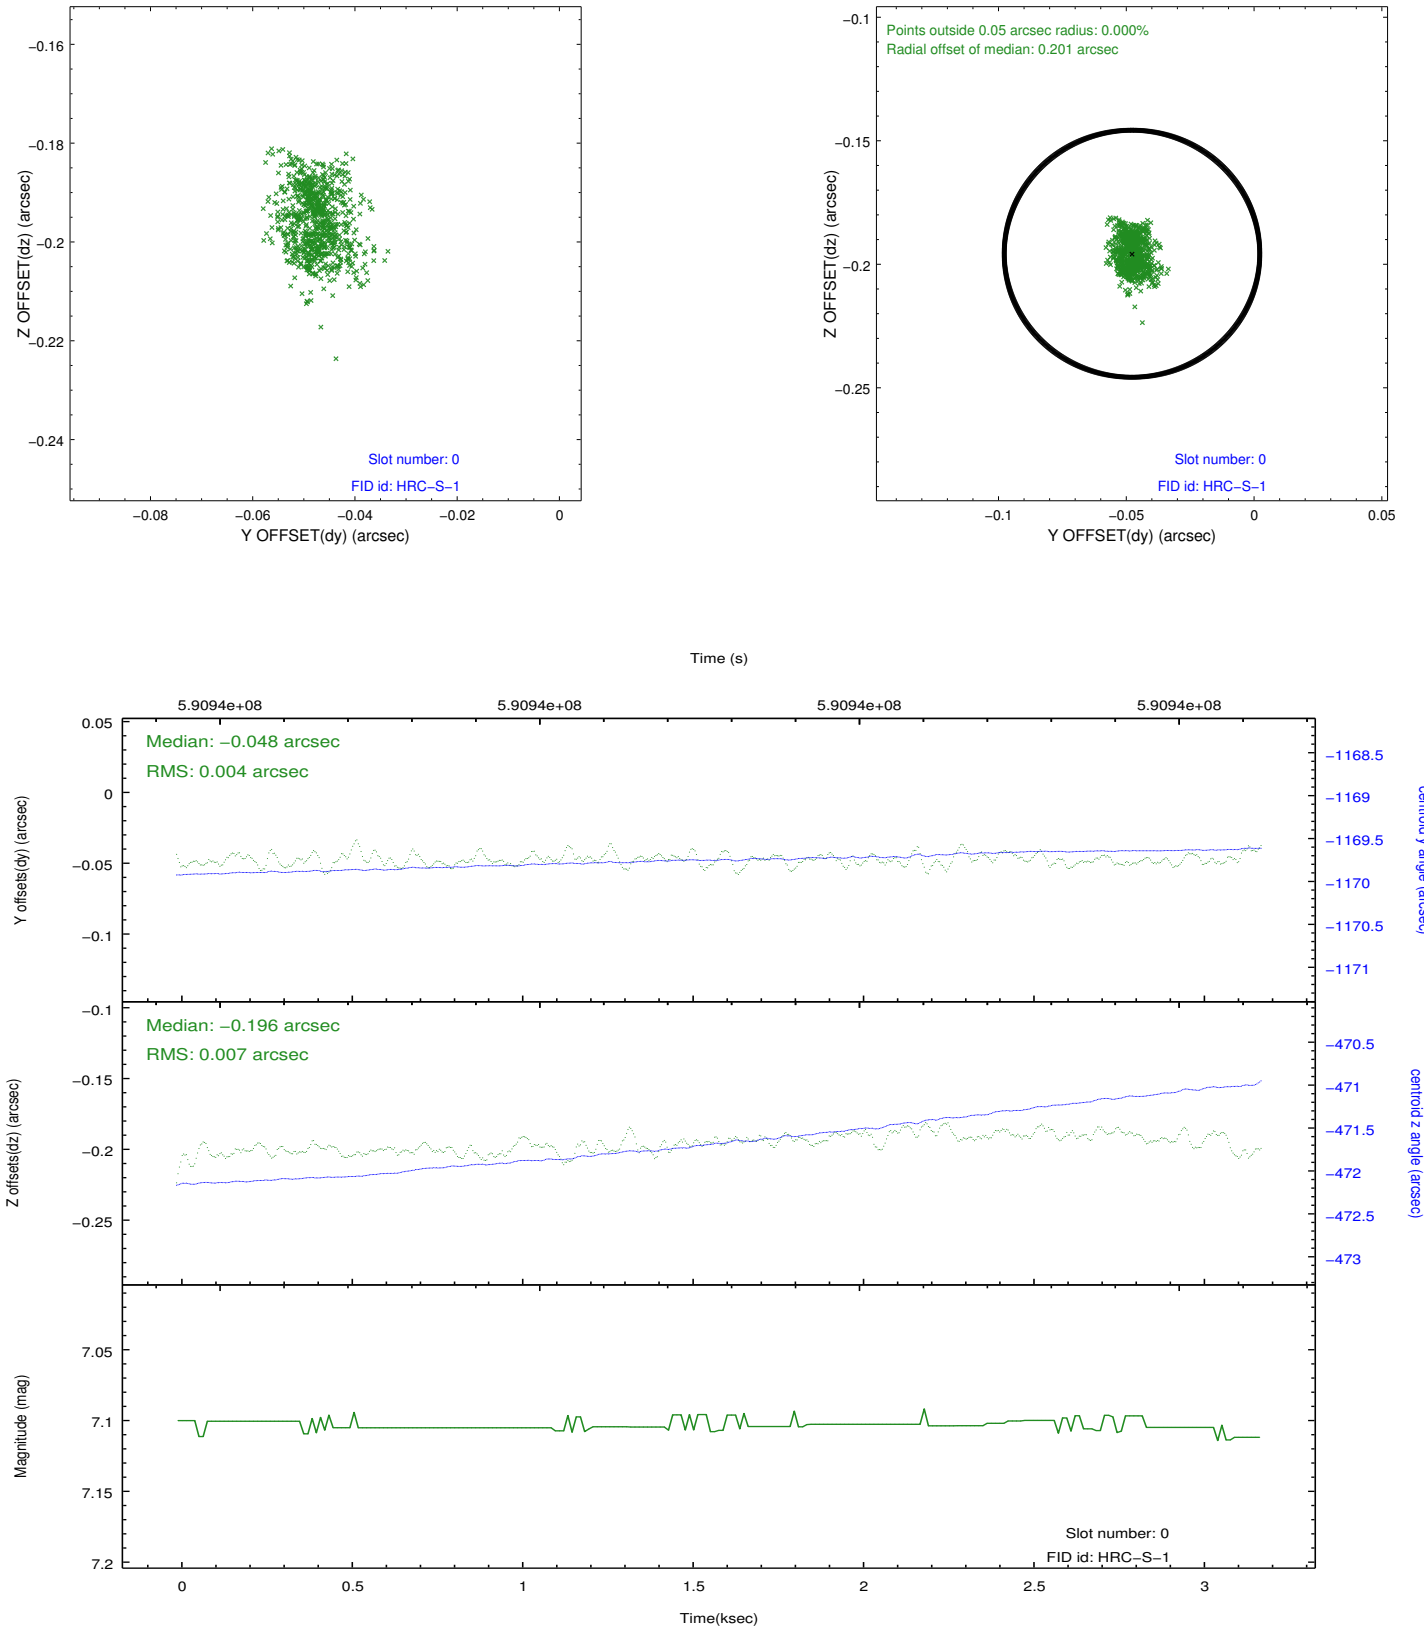 −0.16
−0.18
−0.2
−0.22
−0.24
Z OFFSET(dz) (arcsec)
Slot number: 0
FID id: HRC−S−1
−0.08
−0.06
−0.04
−0.02
0
Y OFFSET(dy) (arcsec)
−0.1
−0.15
−0.2
−0.25
Z OFFSET(dz) (arcsec)
Points outside 0.05 arcsec radius: 0.000%
Radial offset of median: 0.201 arcsec
Slot number: 0
FID id: HRC−S−1
−0.1
−0.05
0
0.05
Y OFFSET(dy) (arcsec)
Time (s)
5.9094e+08
5.9094e+08
5.9094e+08
5.9094e+08
0.05
0
−0.05
−0.1
Y offsets(dy) (arcsec)
Median: −0.048 arcsec
RMS: 0.004 arcsec
−1168.5
−1169
−1169.5
−1170
−1170.5
−1171
centroid y angle (arcsec)
−0.1
−0.15
−0.2
−0.25
Z offsets(dz) (arcsec)
Median: −0.196 arcsec
RMS: 0.007 arcsec
−470.5
−471
−471.5
−472
−472.5
−473
centroid z angle (arcsec)
7.05
7.1
7.15
7.2
Magnitude (mag)
Slot number: 0
FID id: HRC−S−1
0
0.5
1
1.5
2
2.5
3
Time(ksec)